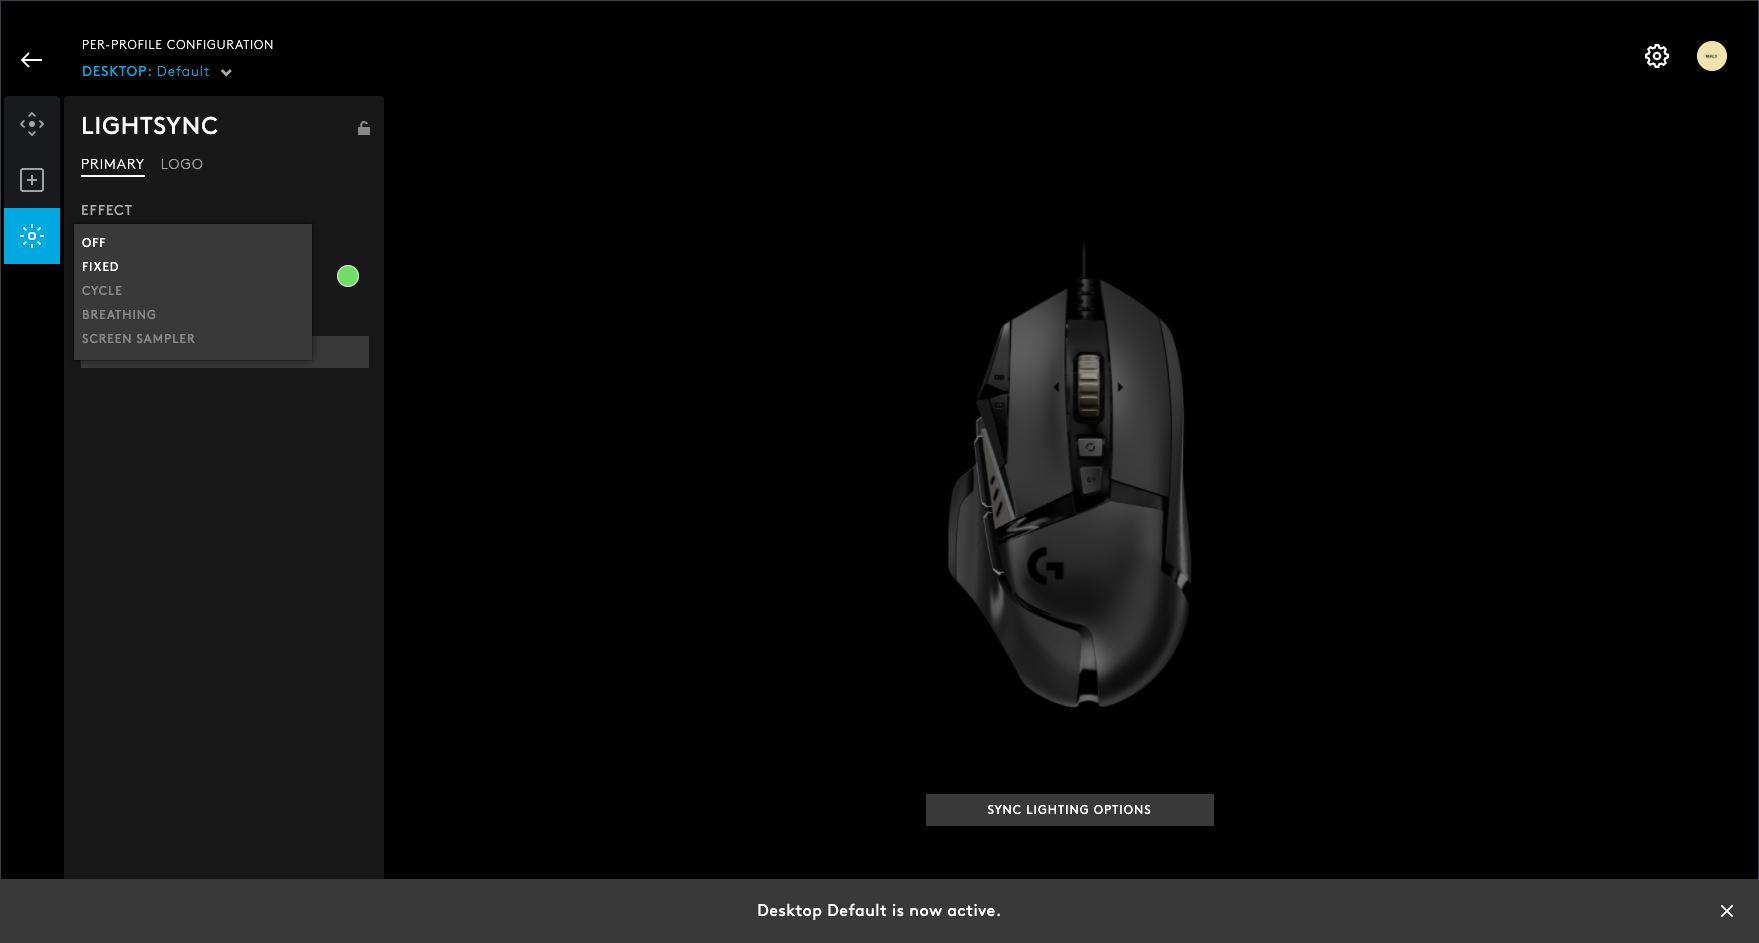 PER-PROFILE CONFIGURATION
DESKTOP: Default
LIGHTSYNC
PRIMARY LOGO
EFFECT
OFF
FIXED
CYCLE
BREATHING
SCREEN SAMPLER
SYNC LIGHTING OPTIONS
Desktop Default is now active.